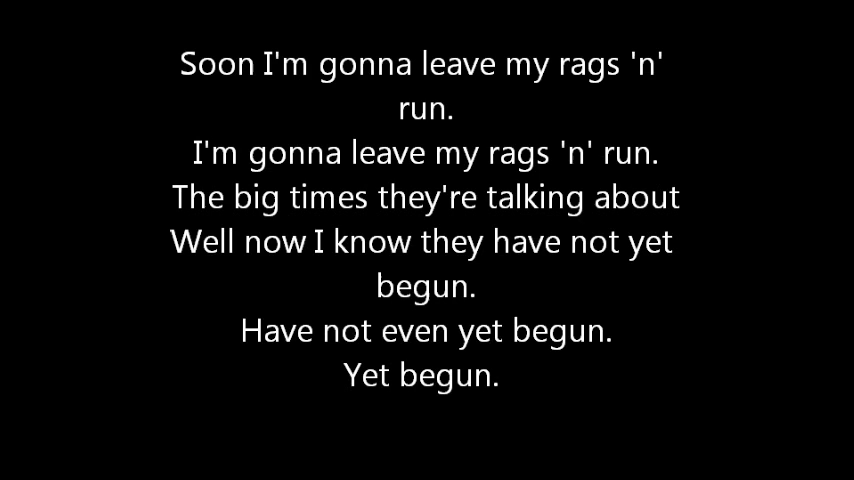 Soon I'm gonna leave my rags 'n'
run.
I'm gonna leave my rags 'n' run.
The big times they're talking about
Well now I know they have not yet
begun.
Have not even yet begun.
Yet begun.